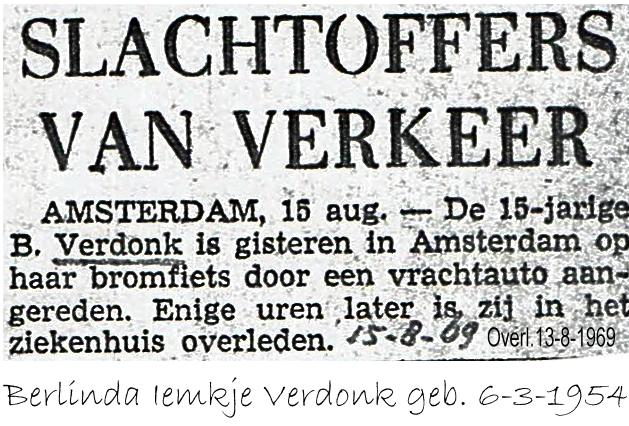 SLACHTOFFERS
VAN VERKEER
AMSTERDAM, 15 aug. — De 15-jarige
B. Verdonk is gisteren in Amsterdam op
haar bromfiets door een vrachtauto aan-
gereden. Enige uren later is zij in het
ziekenhuis overleden. 15-8-69 Overl. 13-8-1969
Berlinda Iemkje Verdonk geb. 6-3-1954